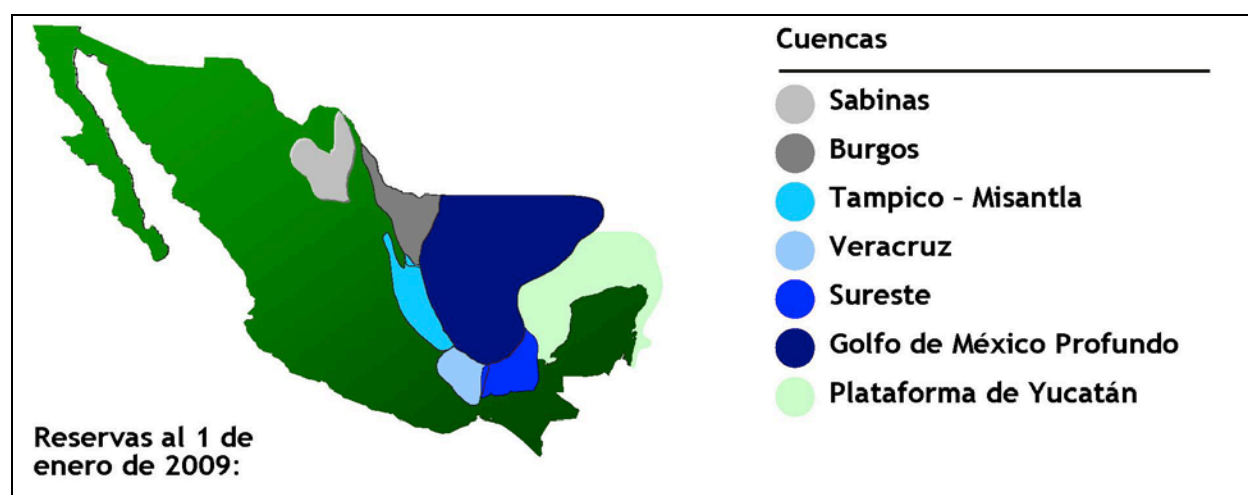 Cuencas
Sabinas
Burgos
Tampico – Misantla
Veracruz
Sureste
Golfo de México Profundo
Plataforma de Yucatán
Reservas al 1 de
enero de 2009: